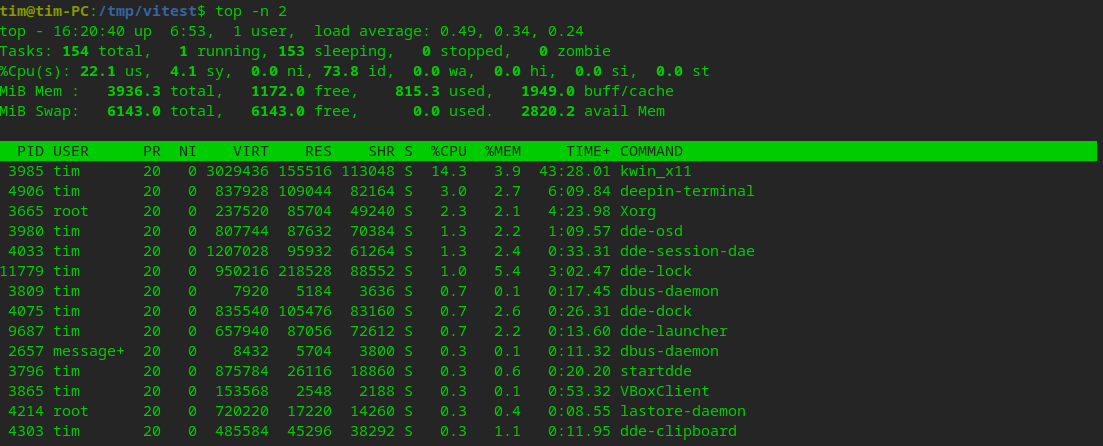 tim@tim-PC:/tmp/vitest$ top -n 2
top - 16:20:40 up  6:53,  1 user,  load average: 0.49, 0.34, 0.24
Tasks: 154 total,   1 running, 153 sleeping,   0 stopped,   0 zombie
%Cpu(s): 22.1 us,  4.1 sy,  0.0 ni, 73.8 id,  0.0 wa,  0.0 hi,  0.0 si,  0.0 st
MiB Mem :   3936.3 total,   1172.0 free,    815.3 used,   1949.0 buff/cache
MiB Swap:   6143.0 total,   6143.0 free,      0.0 used.   2820.2 avail Mem
  PID USER      PR  NI    VIRT    RES    SHR S  %CPU  %MEM     TIME+ COMMAND
 3985 tim       20   0 3029436 155516 113048 S  14.3   3.9  43:28.01 kwin_x11
 4906 tim       20   0  837928 109044  82164 S   3.0   2.7   6:09.84 deepin-terminal
 3665 root      20   0  237520  85704  49240 S   2.3   2.1   4:23.98 Xorg
 3980 tim       20   0  807744  87632  70384 S   1.3   2.2   1:09.57 dde-osd
 4033 tim       20   0 1207028  95932  61264 S   1.3   2.4   0:33.31 dde-session-dae
11779 tim       20   0  950216 218528  88552 S   1.0   5.4   3:02.47 dde-lock
 3809 tim       20   0    7920   5184   3636 S   0.7   0.1   0:17.45 dbus-daemon
 4075 tim       20   0  835540 105476  83160 S   0.7   2.6   0:26.31 dde-dock
 9687 tim       20   0  657940  87056  72612 S   0.7   2.2   0:13.60 dde-launcher
 2657 message+  20   0    8432   5704   3800 S   0.3   0.1   0:11.32 dbus-daemon
 3796 tim       20   0  875784  26116  18860 S   0.3   0.6   0:20.20 startdde
 3865 tim       20   0  153568   2548   2188 S   0.3   0.1   0:53.32 VBoxClient
 4214 root      20   0  720220  17220  14260 S   0.3   0.4   0:08.55 lastore-daemon
 4303 tim       20   0  485584  45296  38292 S   0.3   1.1   0:11.95 dde-clipboard